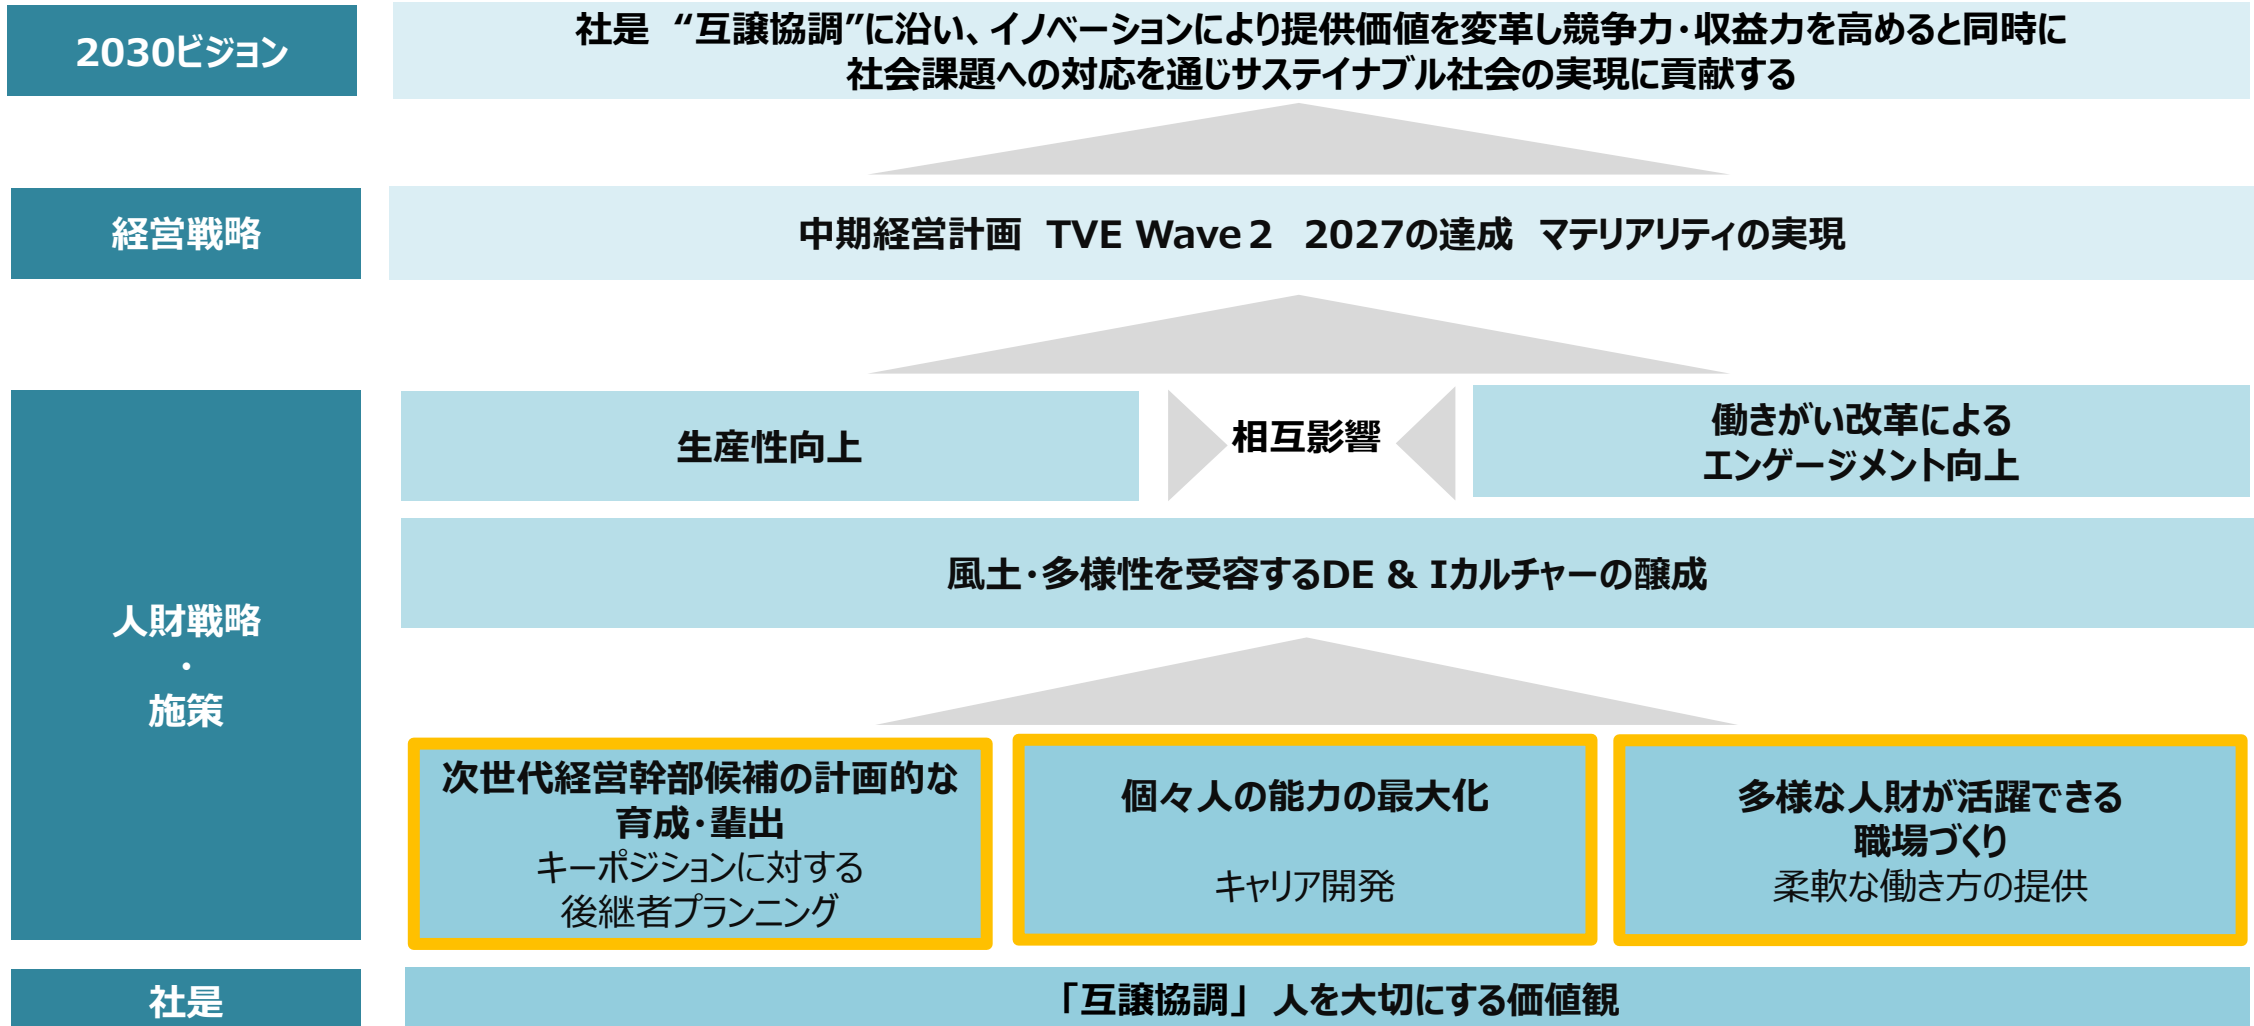 2030ビジョン
社是 “互譲協調”に沿い、イノベーションにより提供価値を変革し競争力・収益力を高めると同時に
社会課題への対応を通じサステイナブル社会の実現に貢献する
経営戦略
中期経営計画 TVE Wave２ 2027の達成 マテリアリティの実現
人財戦略
・
施策
生産性向上
相互影響
働きがい改革による
エンゲージメント向上
風土・多様性を受容するDE & Iカルチャーの醸成
次世代経営幹部候補の計画的な
育成・輩出
キーポジションに対する
後継者プランニング
個々人の能力の最大化
キャリア開発
多様な人財が活躍できる
職場づくり
柔軟な働き方の提供
社是
「互譲協調」 人を大切にする価値観